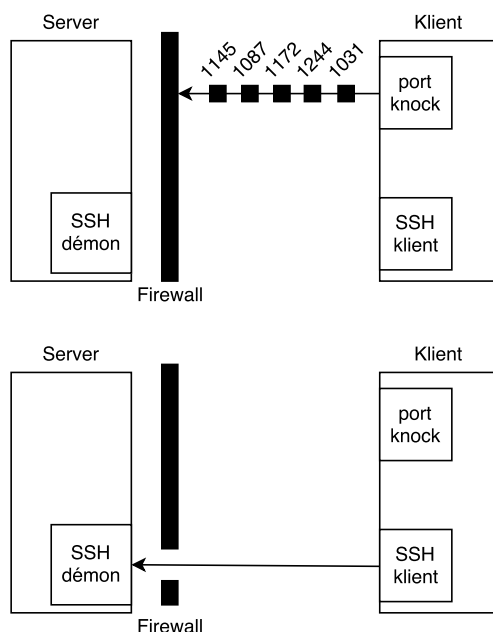 Server
Klient
1145
1087
1172
1244
1031
port
knock
SSH
démon
SSH
klient
Firewall
Server
Klient
port
knock
SSH
démon
SSH
klient
Firewall